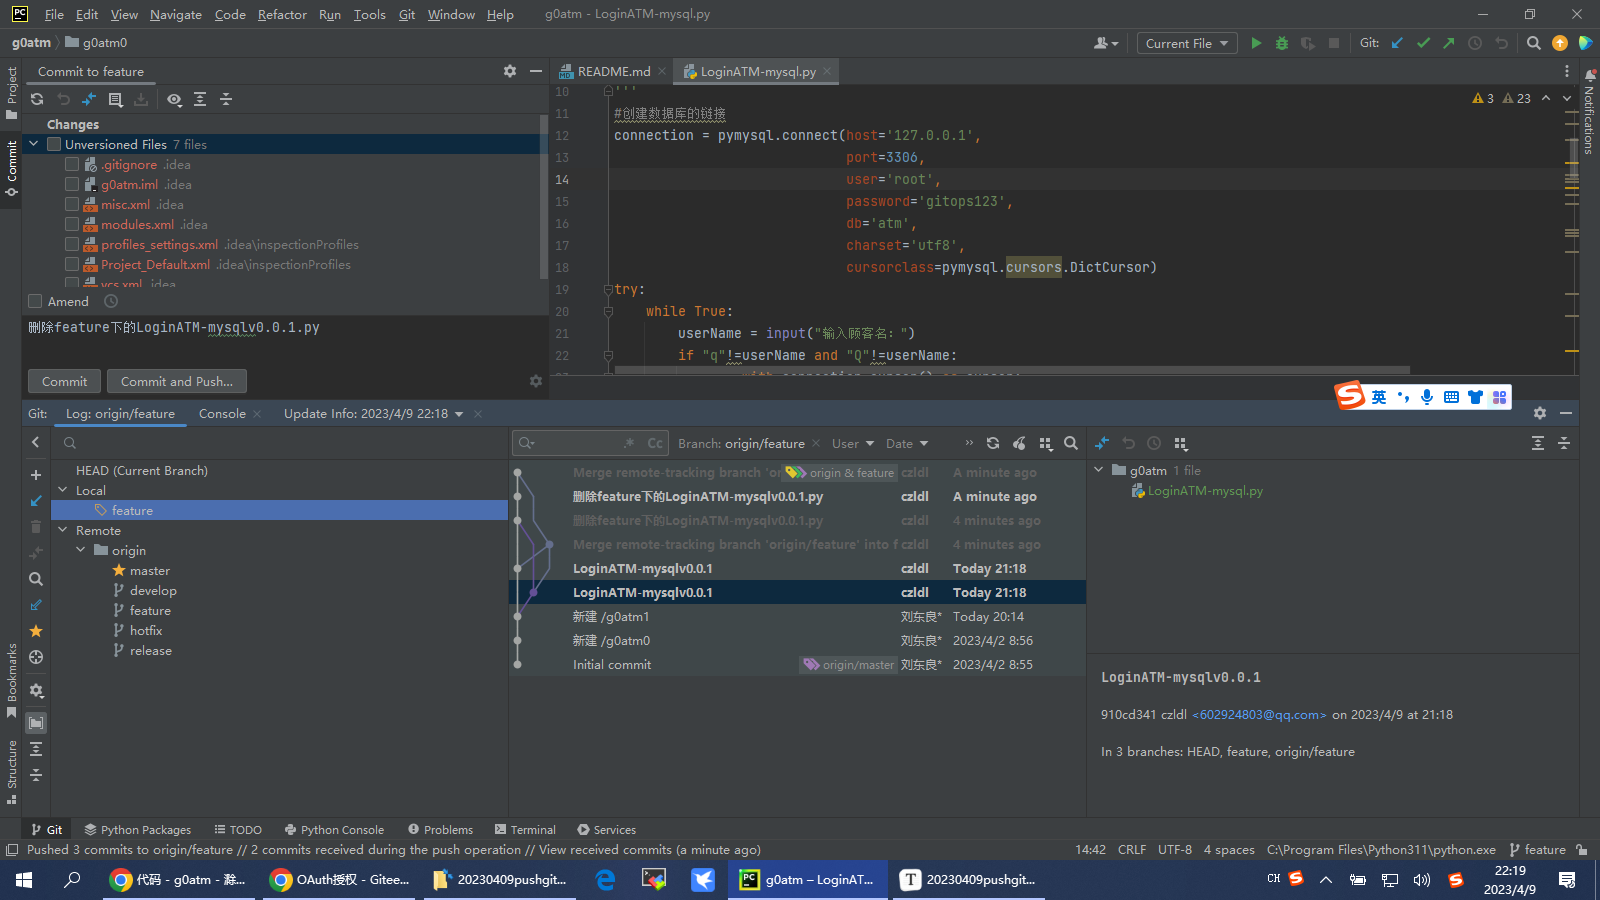 PC File Edit View Navigate Code Refactor Run Tools Git Window Help g0atm - LoginATM-mysql.py
g0atm g0atm0 Current File Git:
Project
Commit
Bookmarks
Structure
Commit to feature
Changes
Unversioned Files 7 files
.gitignore .idea
g0atm.iml .idea
misc.xml .idea
modules.xml .idea
profiles_settings.xml .idea\inspectionProfiles
Project_Default.xml .idea\inspectionProfiles
vcs.xml .idea
Amend
删除feature下的LoginATM-mysqlv0.0.1.py
Commit Commit and Push...
README.md LoginATM-mysql.py
3 23
Notifications
10 '''
11 #创建数据库的链接
12 connection = pymysql.connect(host='127.0.0.1',
13 port=3306,
14 user='root',
15 password='gitops123',
16 db='atm',
17 charset='utf8',
18 cursorclass=pymysql.cursors.DictCursor)
19 try:
20 while True:
21 userName = input("输入顾客名: ")
22 if "q"!=userName and "Q"!=userName:
with connection.cursor() as cursor:
S 英
Git: Log: origin/feature Console Update Info: 2023/4/9 22:18
HEAD (Current Branch)
Local
feature
Remote
origin
master
develop
feature
hotfix
release
Cc Branch: origin/feature User Date
Merge remote-tracking branch 'or origin & feature czldl A minute ago
删除feature下的LoginATM-mysqlv0.0.1.py czldl A minute ago
删除feature下的LoginATM-mysqlv0.0.1.py czldl 4 minutes ago
Merge remote-tracking branch 'origin/feature' into f czldl 4 minutes ago
LoginATM-mysqlv0.0.1 czldl Today 21:18
LoginATM-mysqlv0.0.1 czldl Today 21:18
新建 /g0atm1 刘东良* Today 20:14
新建 /g0atm0 刘东良* 2023/4/2 8:56
Initial commit origin/master 刘东良* 2023/4/2 8:55
g0atm 1 file
LoginATM-mysql.py
LoginATM-mysqlv0.0.1
910cd341 czldl <602924803@qq.com> on 2023/4/9 at 21:18
In 3 branches: HEAD, feature, origin/feature
Git Python Packages TODO Python Console Problems Terminal Services
Pushed 3 commits to origin/feature // 2 commits received during the push operation // View received commits (a minute ago) 14:42 CRLF UTF-8 4 spaces C:\Program Files\Python311\python.exe feature
代码 - g0atm - 滁... OAuth授权 - Gitee... 20230409pushgit... PC g0atm – LoginAT... T 20230409pushgit... CH S S 22:19
2023/4/9